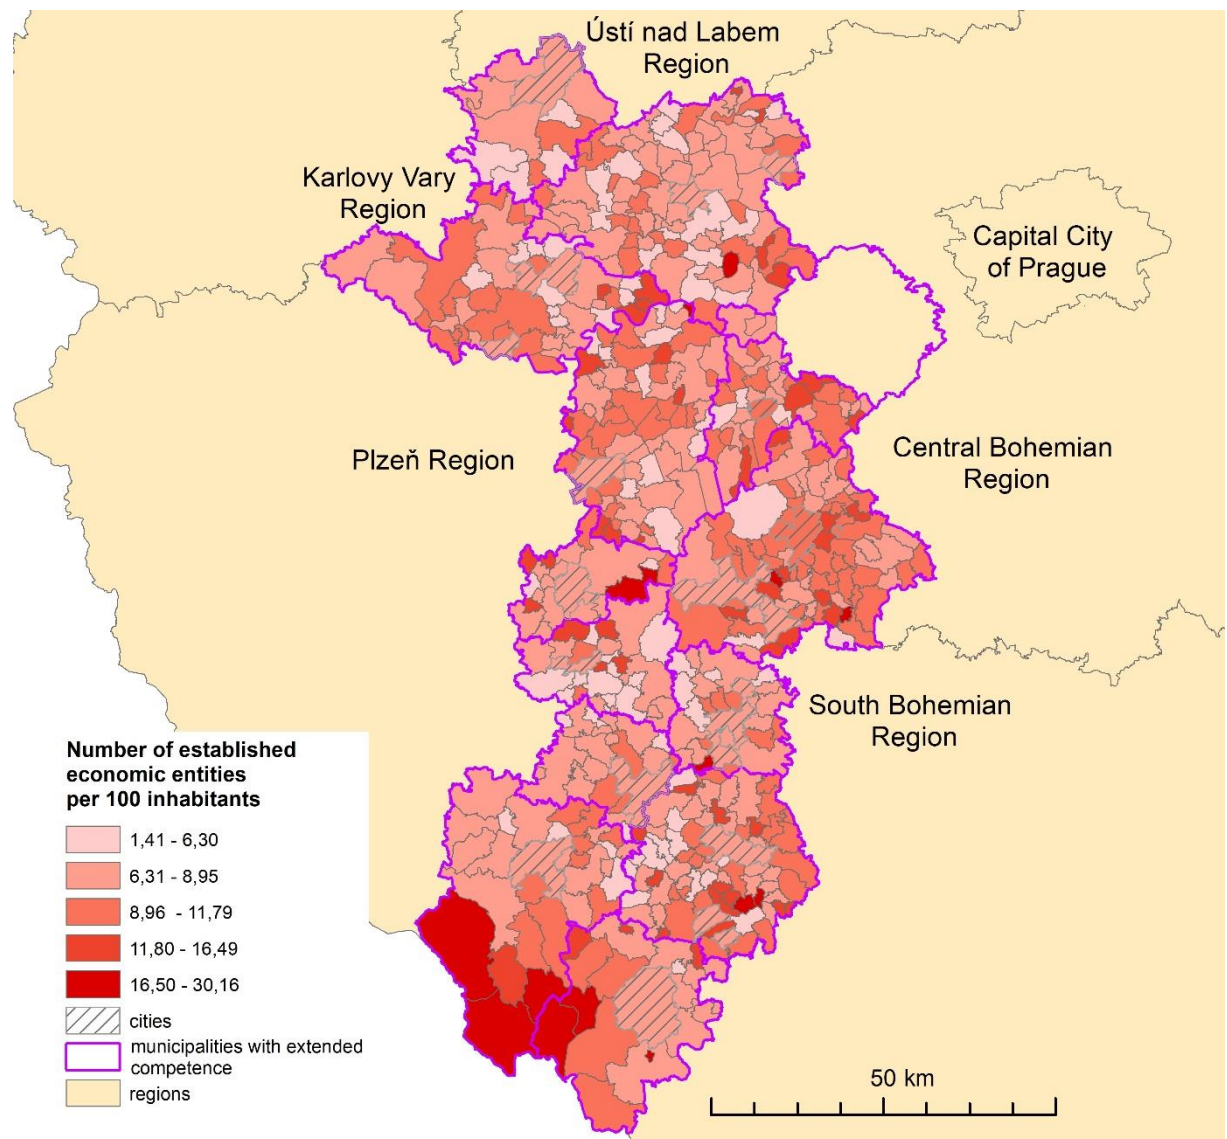 Ústí nad Labem
Region
Karlovy Vary
Region
Capital City
of Prague
Plzeň Region
Central Bohemian
Region
South Bohemian
Region
Number of established
economic entities
per 100 inhabitants
1,41 - 6,30
6,31 - 8,95
8,96 - 11,79
11,80 - 16,49
16,50 - 30,16
cities
municipalities with extended
competence
regions
50 km